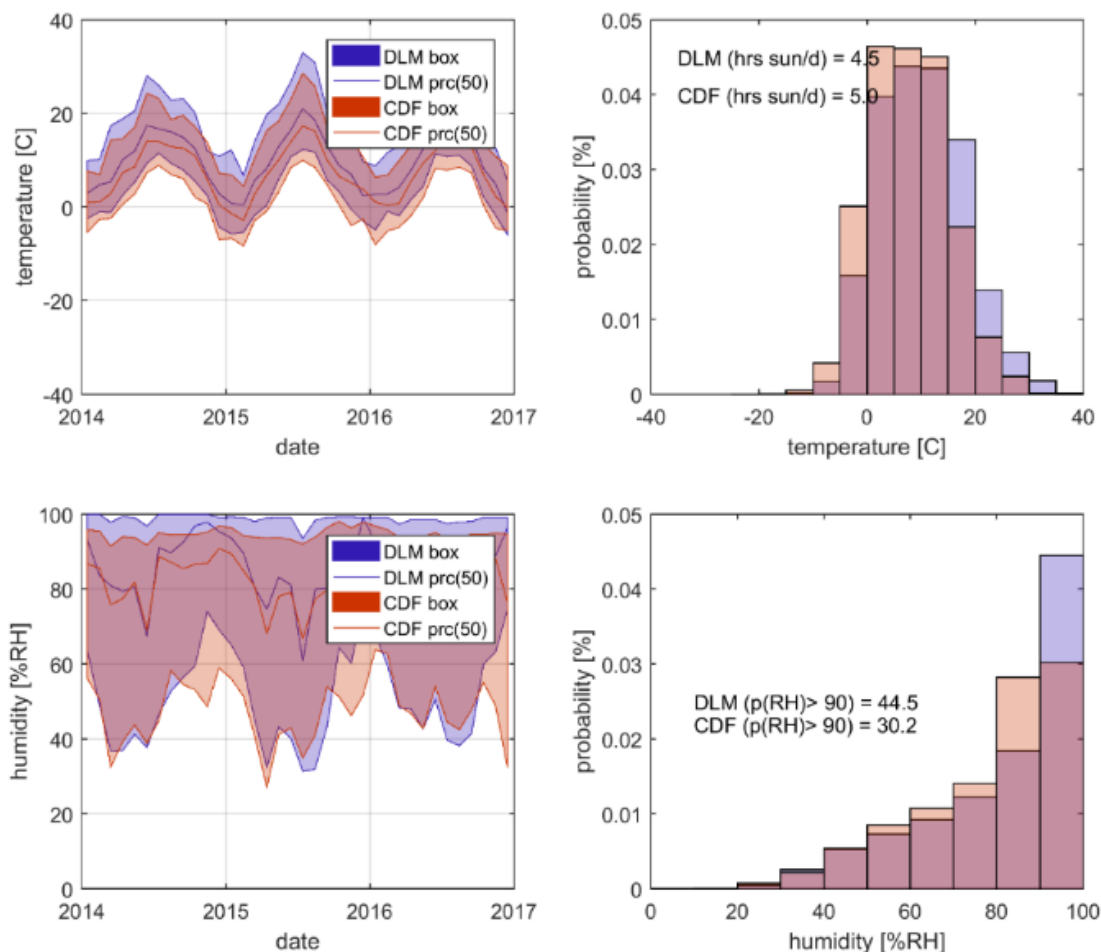 40
20
0
-20
-40
temperature [C]
2014
2015
2016
2017
date
DLM box
DLM prc(50)
CDF box
CDF prc(50)
0.05
0.04
0.03
0.02
0.01
0
probability [%]
DLM (hrs sun/d) = 4.5
CDF (hrs sun/d) = 5.0
-40
-20
0
20
40
temperature [C]
100
80
60
40
20
0
humidity [%RH]
2014
2015
2016
2017
date
DLM box
DLM prc(50)
CDF box
CDF prc(50)
0.05
0.04
0.03
0.02
0.01
0
probability [%]
DLM (p(RH)> 90) = 44.5
CDF (p(RH)> 90) = 30.2
0
20
40
60
80
100
humidity [%RH]